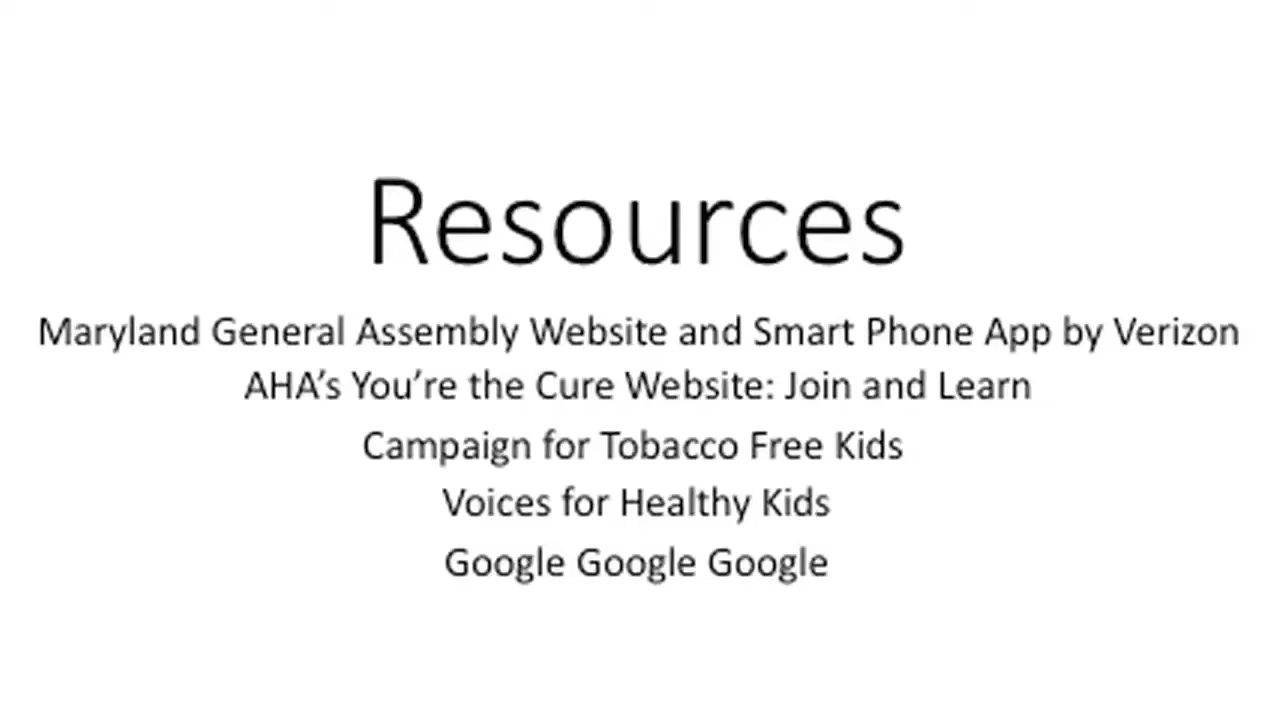 Resources
Maryland General Assembly Website and Smart Phone App by Verizon
AHA’s You’re the Cure Website: Join and Learn
Campaign for Tobacco Free Kids
Voices for Healthy Kids
Google Google Google